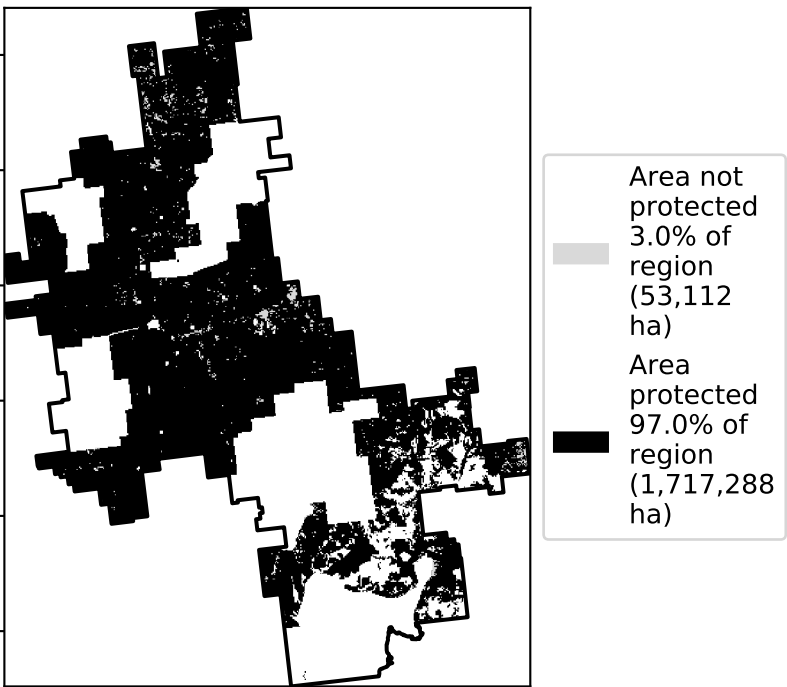 Area not
protected
3.0% of
region
(53,112
ha)
Area
protected
97.0% of
region
(1,717,288
ha)